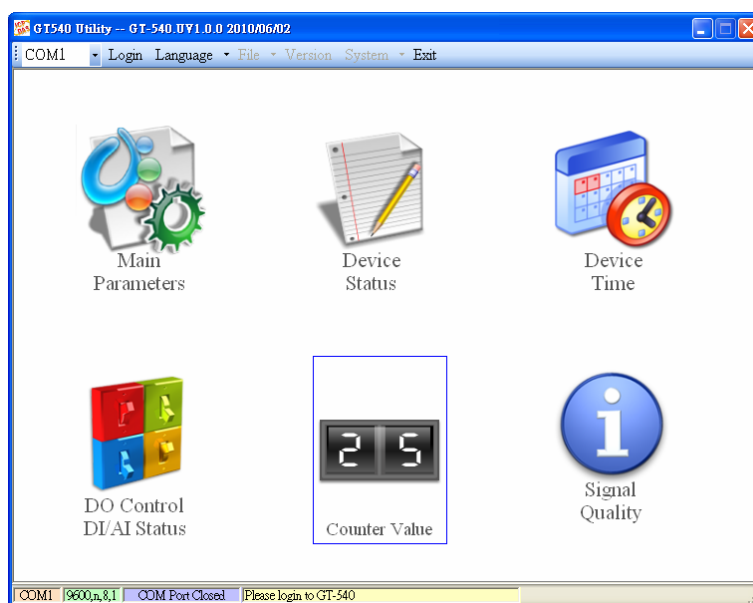 GT540 Utility -- GT-540.UV1.0.0 2010/06/02
COM1 Login Language File Version System Exit
Main
Parameters
Device
Status
Device
Time
DO Control
DI/AI Status
25
Counter Value
Signal
Quality
COM1 9600,n,8,1 COM Port Closed Please login to GT-540